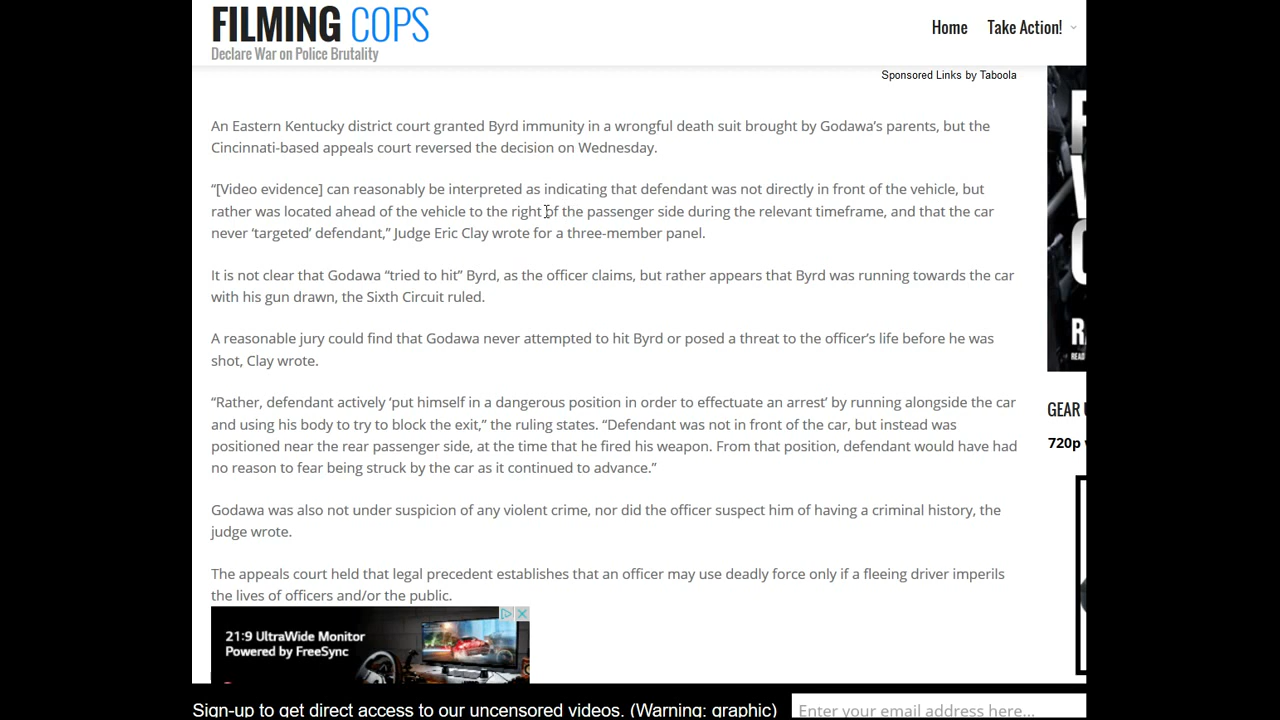 FILMING COPS
Declare War on Police Brutality
Home Take Action!
Sponsored Links by Taboola
An Eastern Kentucky district court granted Byrd immunity in a wrongful death suit brought by Godawa’s parents, but the
Cincinnati-based appeals court reversed the decision on Wednesday.
“[Video evidence] can reasonably be interpreted as indicating that defendant was not directly in front of the vehicle, but
rather was located ahead of the vehicle to the right of the passenger side during the relevant timeframe, and that the car
never ‘targeted’ defendant,” Judge Eric Clay wrote for a three-member panel.
It is not clear that Godawa “tried to hit” Byrd, as the officer claims, but rather appears that Byrd was running towards the car
with his gun drawn, the Sixth Circuit ruled.
A reasonable jury could find that Godawa never attempted to hit Byrd or posed a threat to the officer’s life before he was
shot, Clay wrote.
“Rather, defendant actively ‘put himself in a dangerous position in order to effectuate an arrest’ by running alongside the car
and using his body to try to block the exit,” the ruling states. “Defendant was not in front of the car, but instead was
positioned near the rear passenger side, at the time that he fired his weapon. From that position, defendant would have had
no reason to fear being struck by the car as it continued to advance.”
Godawa was also not under suspicion of any violent crime, nor did the officer suspect him of having a criminal history, the
judge wrote.
The appeals court held that legal precedent establishes that an officer may use deadly force only if a fleeing driver imperils
the lives of officers and/or the public.
21:9 UltraWide Monitor
Powered by FreeSync
GEAR
720p
Sign-up to get direct access to our uncensored videos. (Warning: graphic)
Enter your email address here...